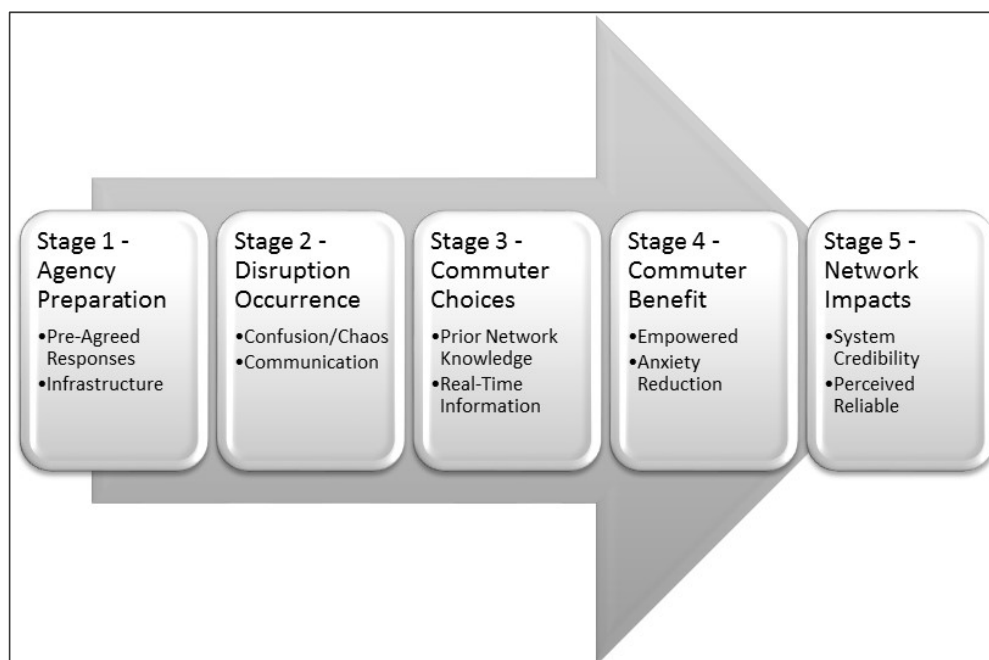 Stage 1 -
Agency
Preparation
•Pre-Agreed
Responses
•Infrastructure
Stage 2 -
Disruption
Occurrence
•Confusion/Chaos
•Communication
Stage 3 -
Commuter
Choices
•Prior Network
Knowledge
•Real-Time
Information
Stage 4 -
Commuter
Benefit
•Empowered
•Anxiety
Reduction
Stage 5 -
Network
Impacts
•System
Credibility
•Perceived
Reliable